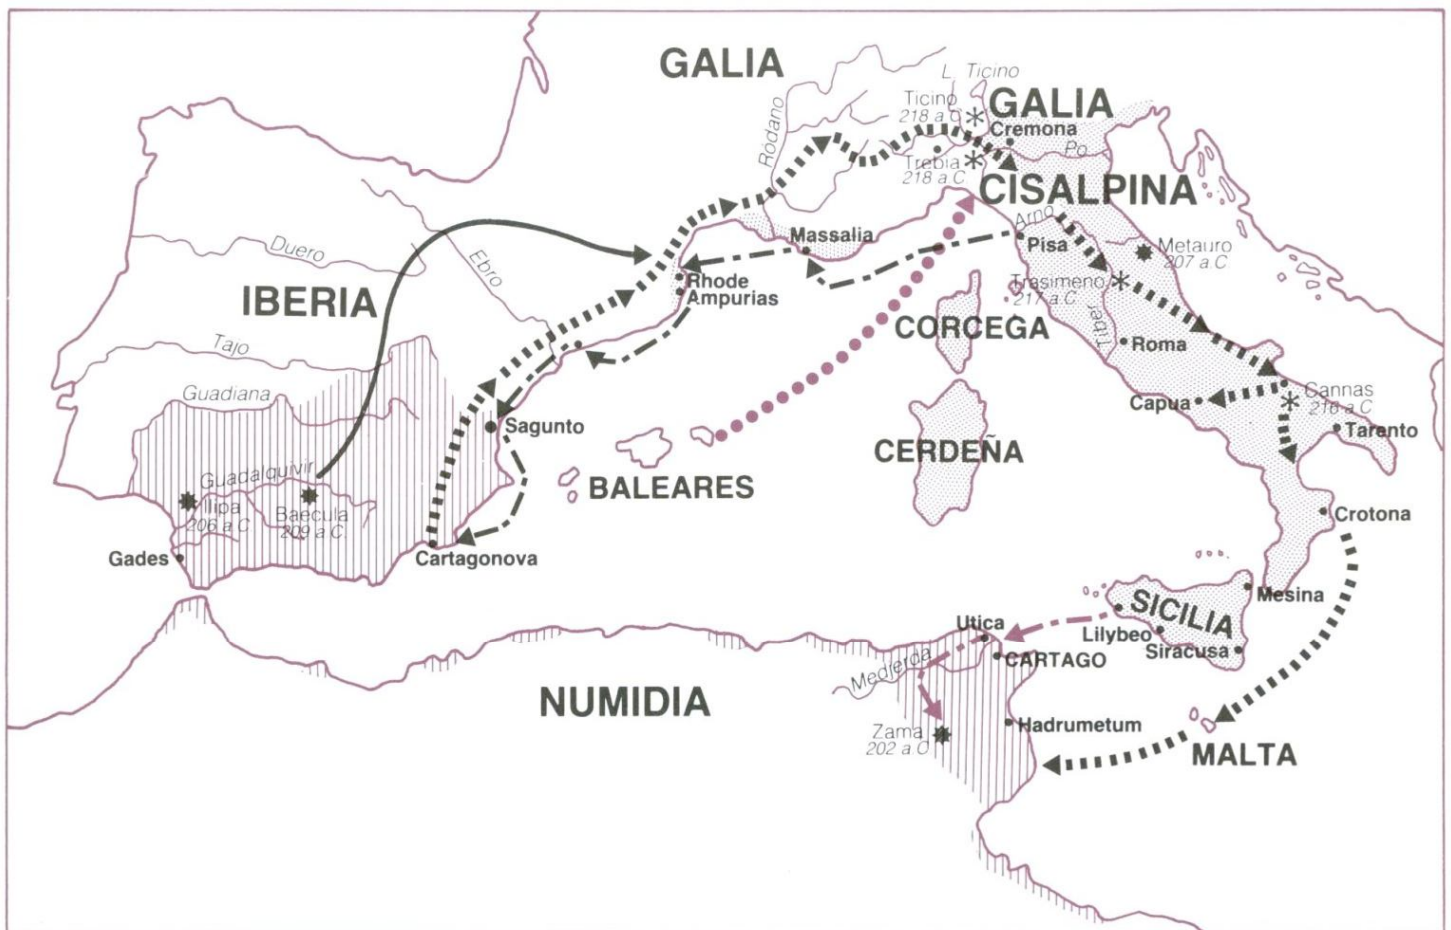 GALIA
L. Ticino
Ticino
218 a C
GALIA
Cremona
Ródano
Po
Trebia
218 a.C.
CISALPINA
Arno
Massalia
Pisa
Metauro
207 a.C.
Duero
Ebro
Rhode
Ampurias
Trasimeno
217 a.C
IBERIA
CORCEGA
Tiber
Roma
Tajo
Guadiana
Cannas
216 a.C
Capua
Tarento
Sagunto
CERDEÑA
Guadalquivir
BALEARES
Ilipa
206 a.C
Baecula
209 a.C.
Crotona
Gades
Cartagonova
Mesina
SICILIA
Utica
Lilybeo
Siracusa
CARTAGO
Medjerda
NUMIDIA
Hadrumetum
Zama
202 a.C
MALTA